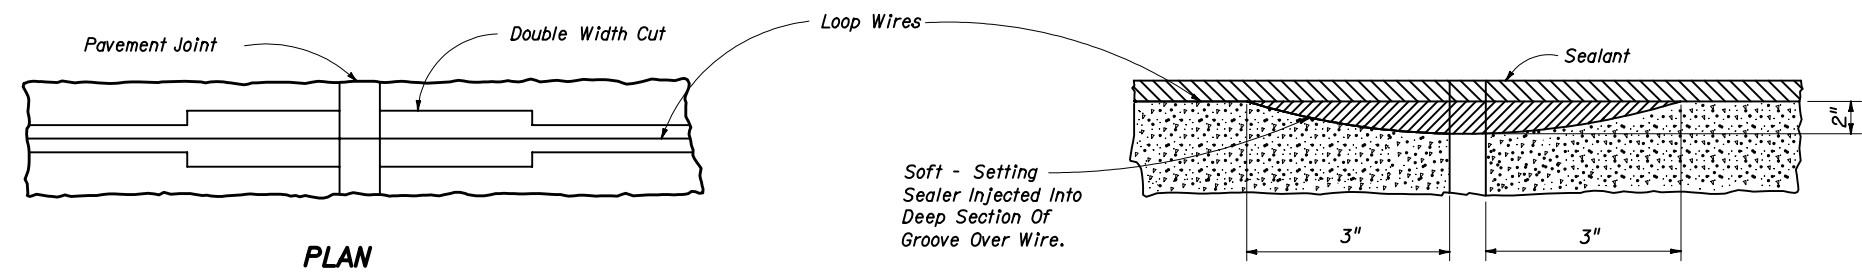 Pavement Joint
Double Width Cut
Loop Wires
PLAN
Sealant
2"
Soft - Setting
Sealer Injected Into
Deep Section Of
Groove Over Wire.
3"
3"